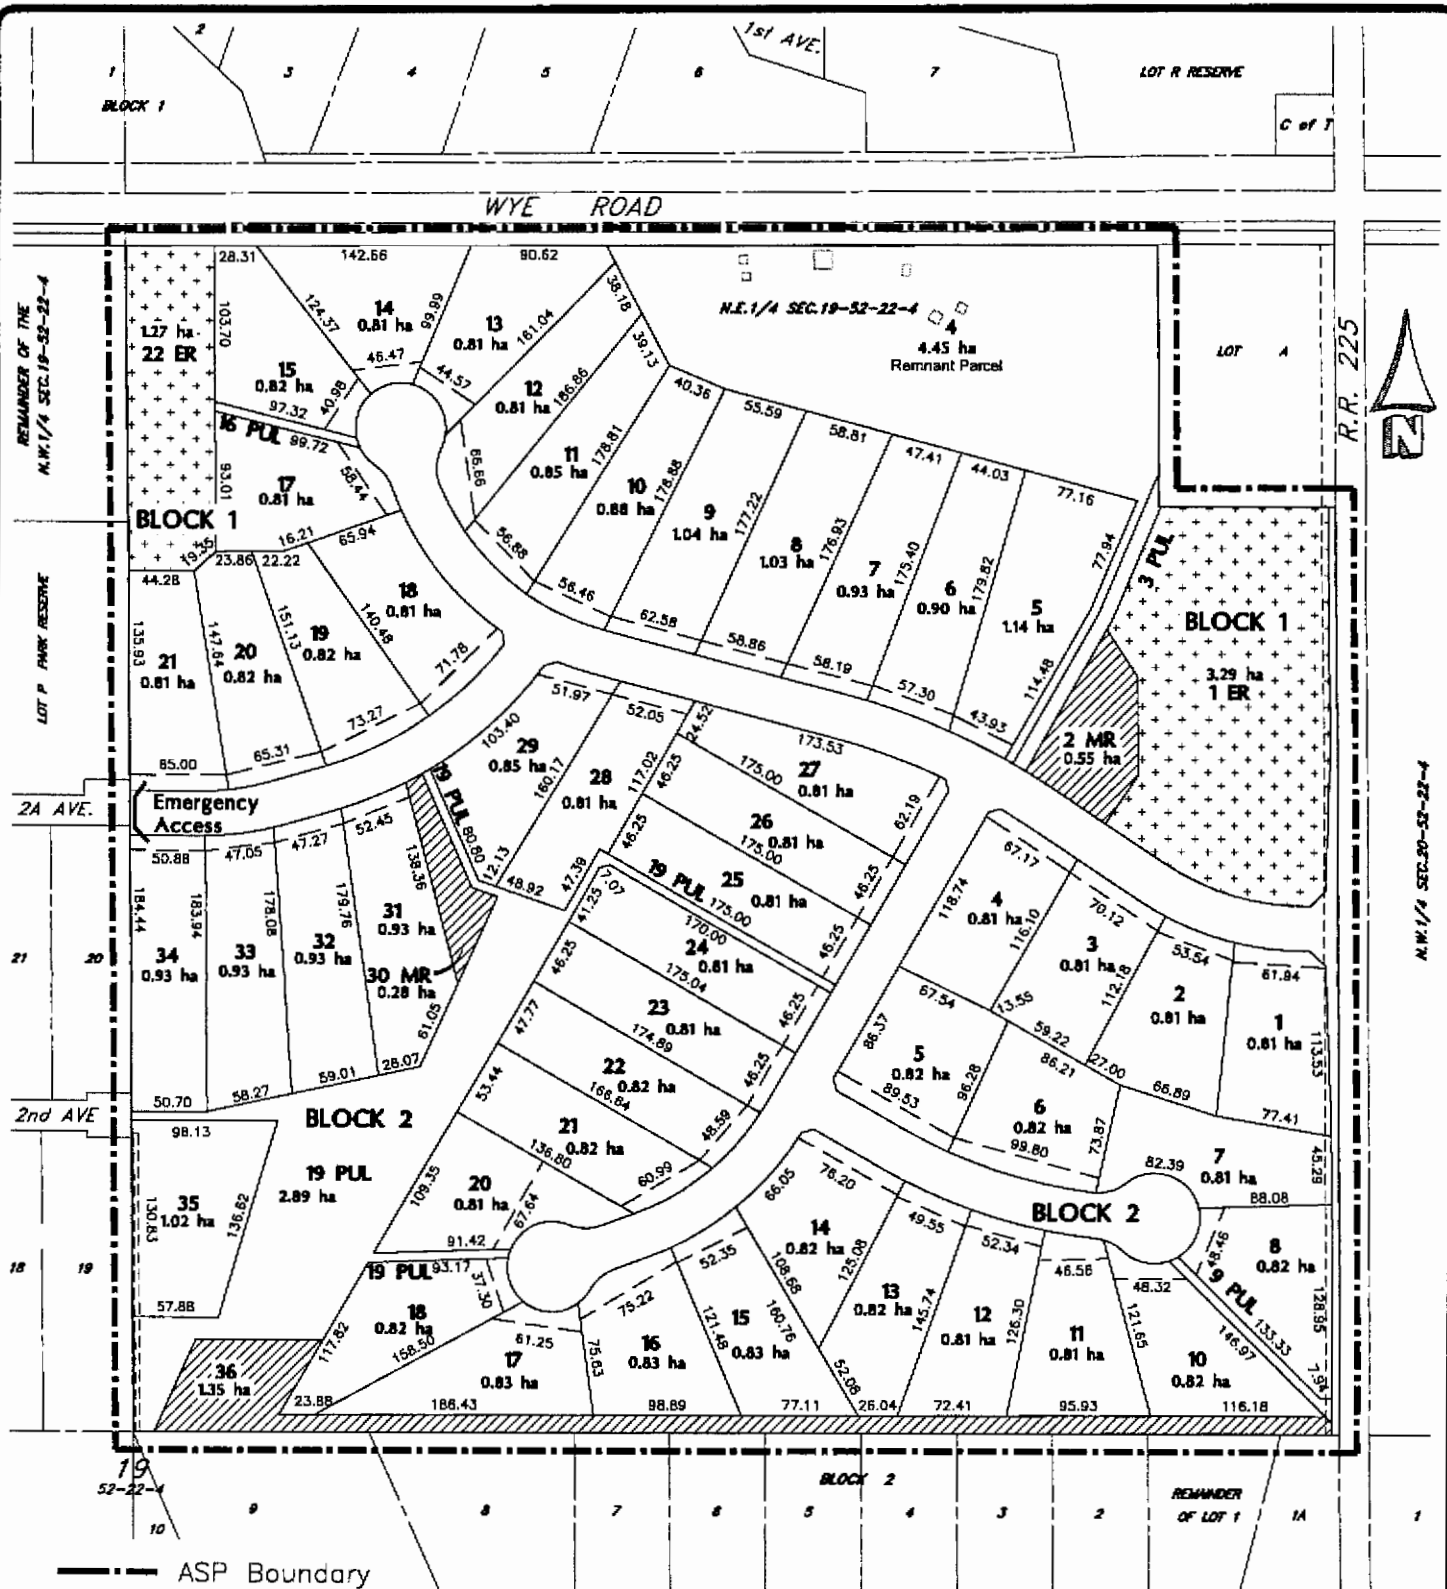 2
1st AVE.
1
3
4
5
6
7
LOT R RESERVE
BLOCK 1
C of T
WYE ROAD
28.31
142.66
90.62
REMAINDER OF THE
N.W.1/4 SEC.19-52-22-4
1.27 ha
22 ER
103.70
124.37
14
0.81 ha
99.99
13
0.81 ha
161.04
38.18
39.13
N.E.1/4 SEC.19-52-22-4
4
4.45 ha
Remnant Parcel
LOT A
R.R. 225
N
15
0.82 ha
97.32
40.98
46.47
44.57
12
0.81 ha
186.86
40.36
55.59
58.81
47.41
44.03
77.16
16 PUL
99.72
93.01
17
0.81 ha
58.44
65.66
11
0.85 ha
178.81
10
0.88 ha
178.88
9
1.04 ha
177.22
8
1.03 ha
176.93
7
0.93 ha
175.40
6
0.90 ha
179.82
5
1.14 ha
77.94
114.48
3 PUL
BLOCK 1
19.35
16.21
65.94
44.28
23.86
22.22
56.88
56.46
62.58
58.86
58.19
57.30
43.93
BLOCK 1
3.29 ha
1 ER
2 MR
0.55 ha
LOT P PARK RESERVE
135.93
21
0.81 ha
147.64
20
0.82 ha
151.13
19
0.82 ha
140.48
18
0.81 ha
71.78
73.27
65.31
85.00
2A AVE.
Emergency
Access
51.97
52.05
24.52
173.53
103.40
29
0.85 ha
160.17
28
0.81 ha
117.02
46.25
175.00
27
0.81 ha
62.19
26
0.81 ha
175.00
46.25
46.25
25
0.81 ha
19 PUL
175.00
46.25
19 PUL
80.80
12.13
48.92
47.39
7.07
41.25
170.00
24
0.81 ha
175.04
46.25
46.25
23
0.81 ha
174.89
47.77
46.25
22
0.82 ha
166.84
53.44
48.59
21
0.82 ha
136.80
60.99
20
0.81 ha
67.64
109.35
91.42
50.88
47.05
47.27
52.45
138.36
184.44
183.94
178.08
179.76
34
0.93 ha
33
0.93 ha
32
0.93 ha
31
0.93 ha
30 MR
0.28 ha
61.05
50.70
58.27
59.01
28.07
21
20
2nd AVE
N.W.1/4 SEC.20-52-22-4
67.17
70.12
53.54
61.84
118.74
4
0.81 ha
116.10
3
0.81 ha
112.18
2
0.81 ha
1
0.81 ha
113.53
67.54
13.55
59.22
27.00
66.89
77.41
86.37
5
0.82 ha
89.53
96.28
86.21
6
0.82 ha
99.80
73.87
82.39
7
0.81 ha
45.29
88.08
BLOCK 2
98.13
35
1.02 ha
130.83
136.62
57.88
19 PUL
2.89 ha
18
19
36
1.35 ha
19 PUL
93.17
37.30
117.82
18
0.82 ha
158.50
23.88
61.25
17
0.83 ha
186.43
75.63
75.22
16
0.83 ha
98.89
52.35
121.48
15
0.83 ha
77.11
66.05
76.20
108.68
160.76
14
0.82 ha
125.08
52.08
49.55
13
0.82 ha
26.04
145.74
52.34
12
0.81 ha
72.41
126.30
BLOCK 2
46.56
11
0.81 ha
95.93
48.32
121.65
10
0.82 ha
116.18
48.46
8
0.82 ha
128.95
9 PUL
133.33
146.97
7.94
19
52-22-4
BLOCK 2
10
9
8
7
6
5
4
3
2
REMAINDER
OF LOT 1
1A
1
ASP Boundary